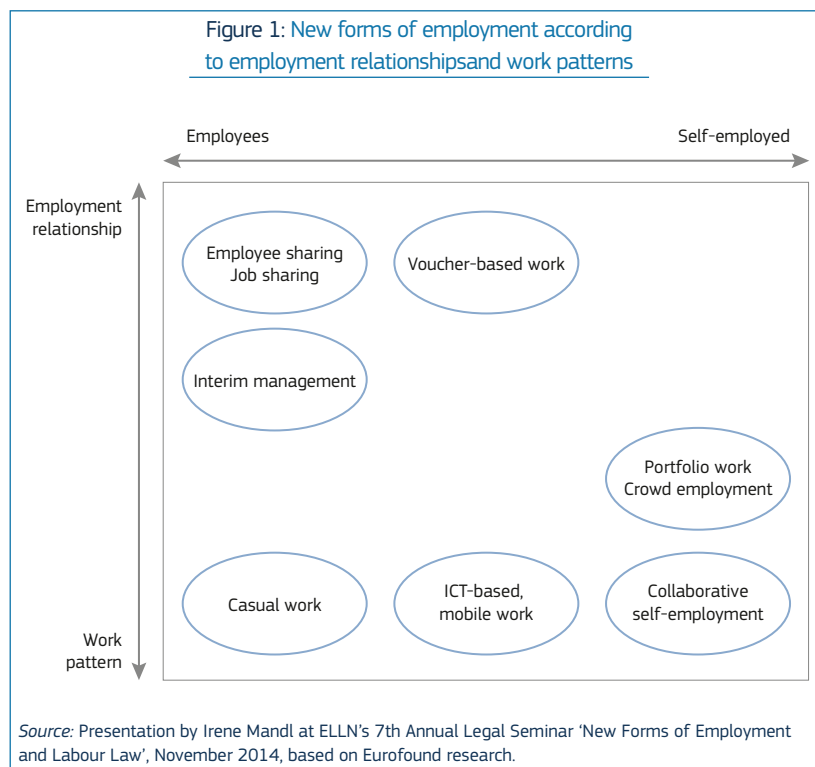 Figure 1: New forms of employment according
to employment relationshipsand work patterns
Employees
Self-employed
Employment
relationship
Employee sharing
Job sharing
Voucher-based work
Interim management
Portfolio work
Crowd employment
Casual work
ICT-based,
mobile work
Collaborative
self-employment
Work
pattern
Source: Presentation by Irene Mandl at ELLN’s 7th Annual Legal Seminar ‘New Forms of Employment
and Labour Law’, November 2014, based on Eurofound research.